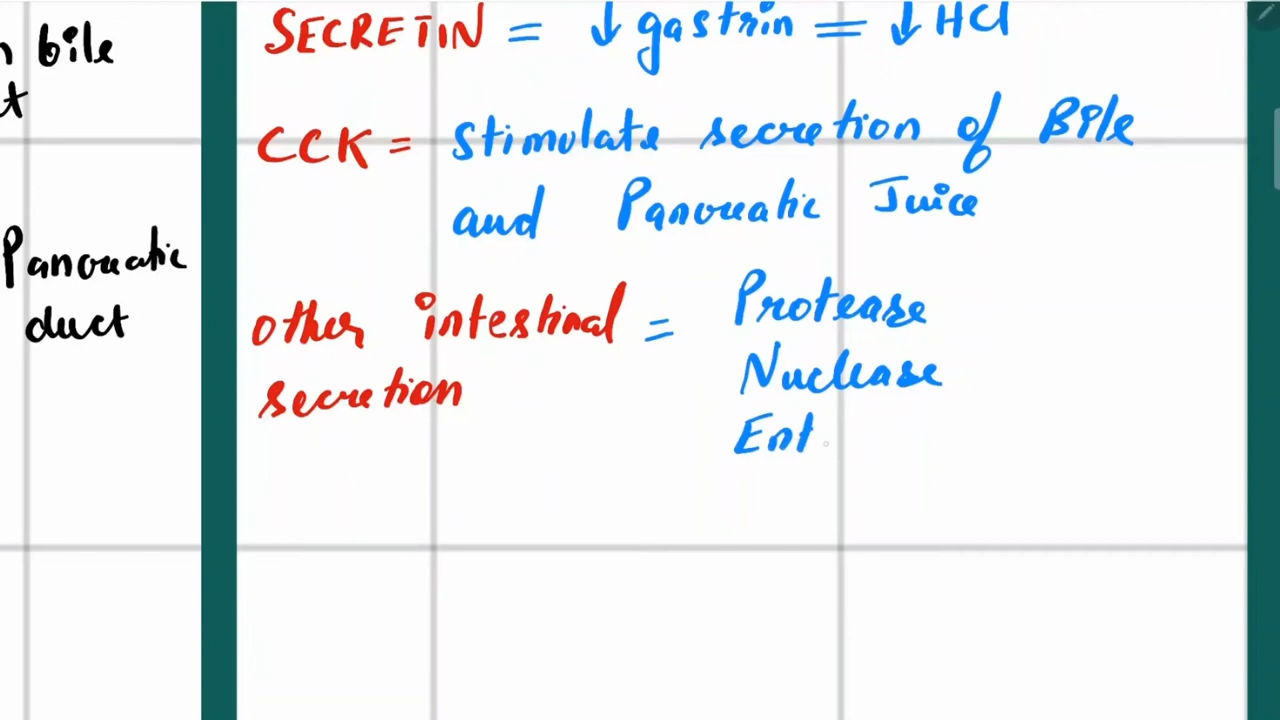 bile
SECRETIN = ↓ gastrin = ↓ HCl
CCK = Stimulate secretion of Bile
and Pancreatic Juice
Pancreatic
duct
other intestinal = Protease
secretion
Nuclease
Ent